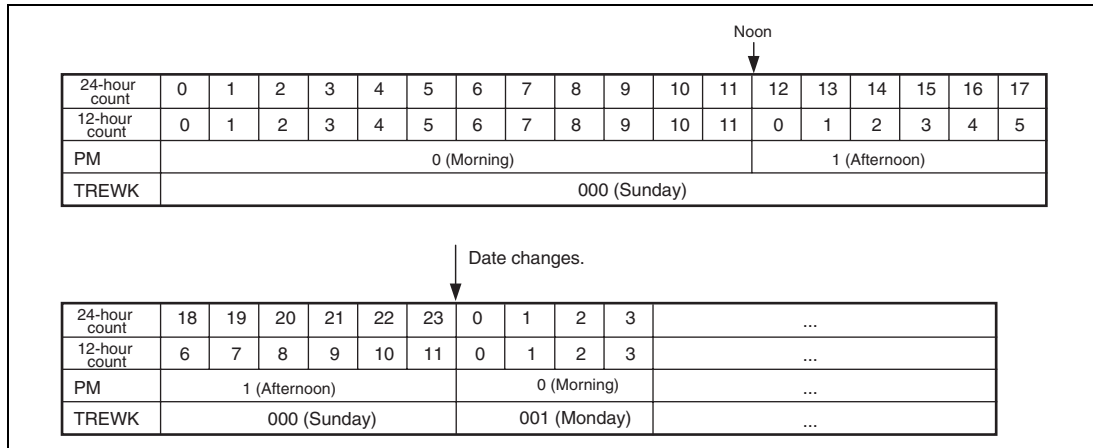 Noon
24-hour count 0 1 2 3 4 5 6 7 8 9 10 11 12 13 14 15 16 17
12-hour count 0 1 2 3 4 5 6 7 8 9 10 11 0 1 2 3 4 5
PM 0 (Morning) 1 (Afternoon)
TREWK 000 (Sunday)
Date changes.
24-hour count 18 19 20 21 22 23 0 1 2 3 ...
12-hour count 6 7 8 9 10 11 0 1 2 3 ...
PM 1 (Afternoon) 0 (Morning) ...
TREWK 000 (Sunday) 001 (Monday) ...